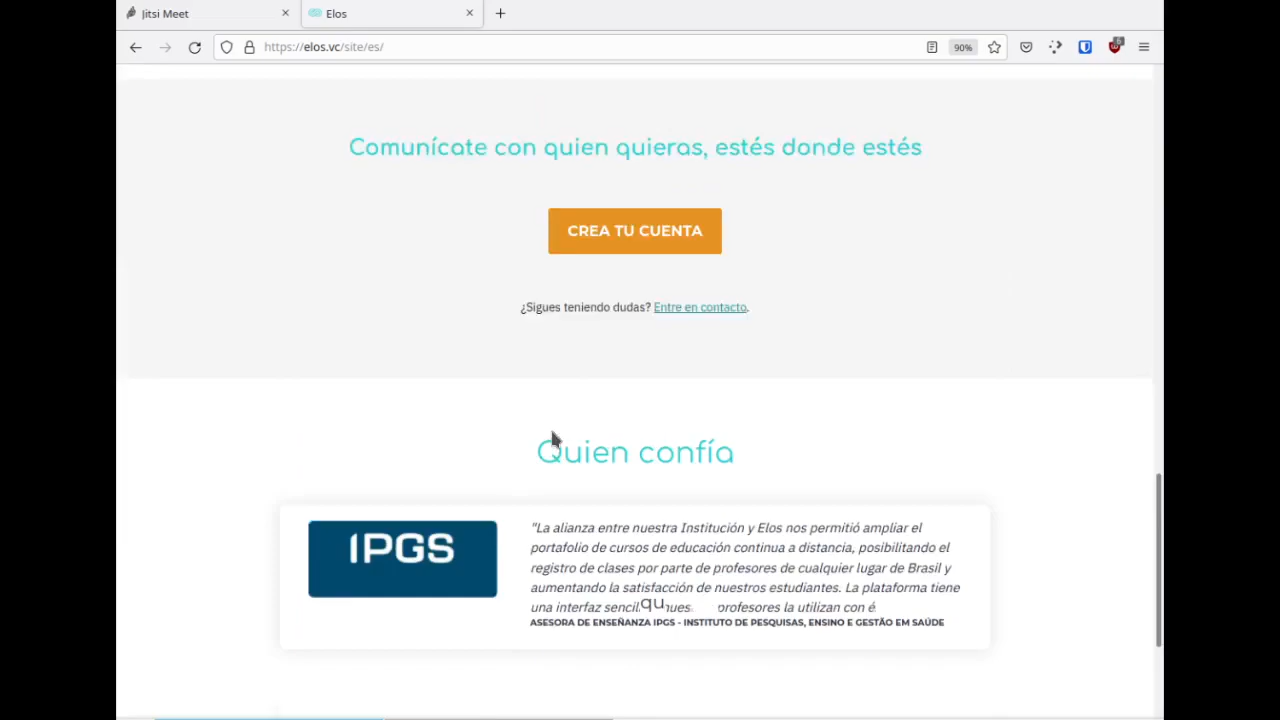 Jitsi Meet
Elos
https://elos.vc/site/es/
90%
Comunícate con quien quieras, estés donde estés
CREA TU CUENTA
¿Sigues teniendo dudas? Entre en contacto.
Quien confía
IPGS
"La alianza entre nuestra Institución y Elos nos permitió ampliar el
portafolio de cursos de educación continua a distancia, posibilitando el
registro de clases por parte de profesores de cualquier lugar de Brasil y
aumentando la satisfacción de nuestros estudiantes. La plataforma tiene
una interfaz profesores la utilizan con
ASESORA DE ENSEÑANZA IPGS - INSTITUTO DE PESQUISAS, ENSINO E GESTÃO EM SAÚDE